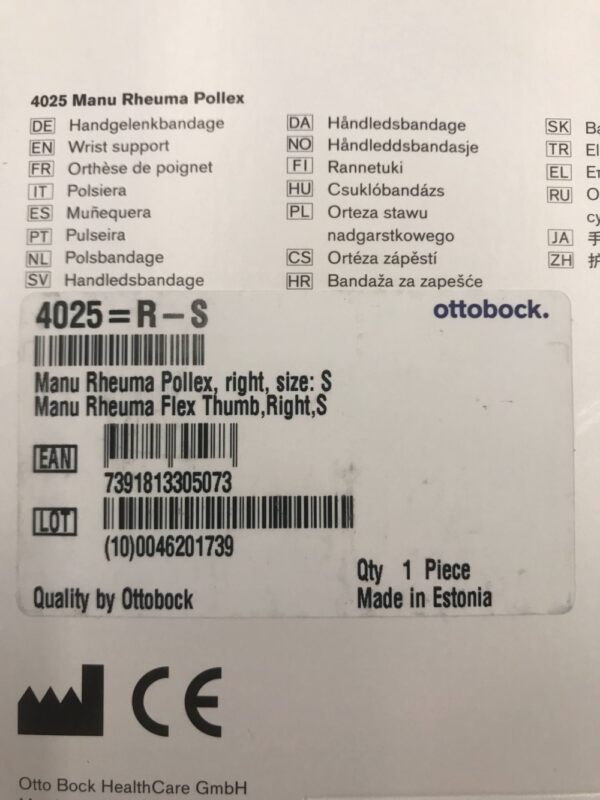 4025 Manu Rheuma Pollex
DE Handgelenkbandage
EN Wrist support
FR Orthèse de poignet
IT Polsiera
ES Muñequera
PT Pulseira
NL Polsbandage
SV Handledsbandage
DA Håndledsbandage
NO Håndleddsbandasje
FI Rannetuki
HU Csuklóbandázs
PL Orteza stawu
nadgarstkowego
CS Ortéza zápěstí
HR Bandaža za zapešće
SK
TR
EL
RU
JA
ZH
4025=R-S
ottobock.
Manu Rheuma Pollex, right, size: S
Manu Rheuma Flex Thumb,Right,S
EAN
7391813305073
LOT
(10)0046201739
Qty 1 Piece
Quality by Ottobock
Made in Estonia
CE
Otto Bock HealthCare GmbH